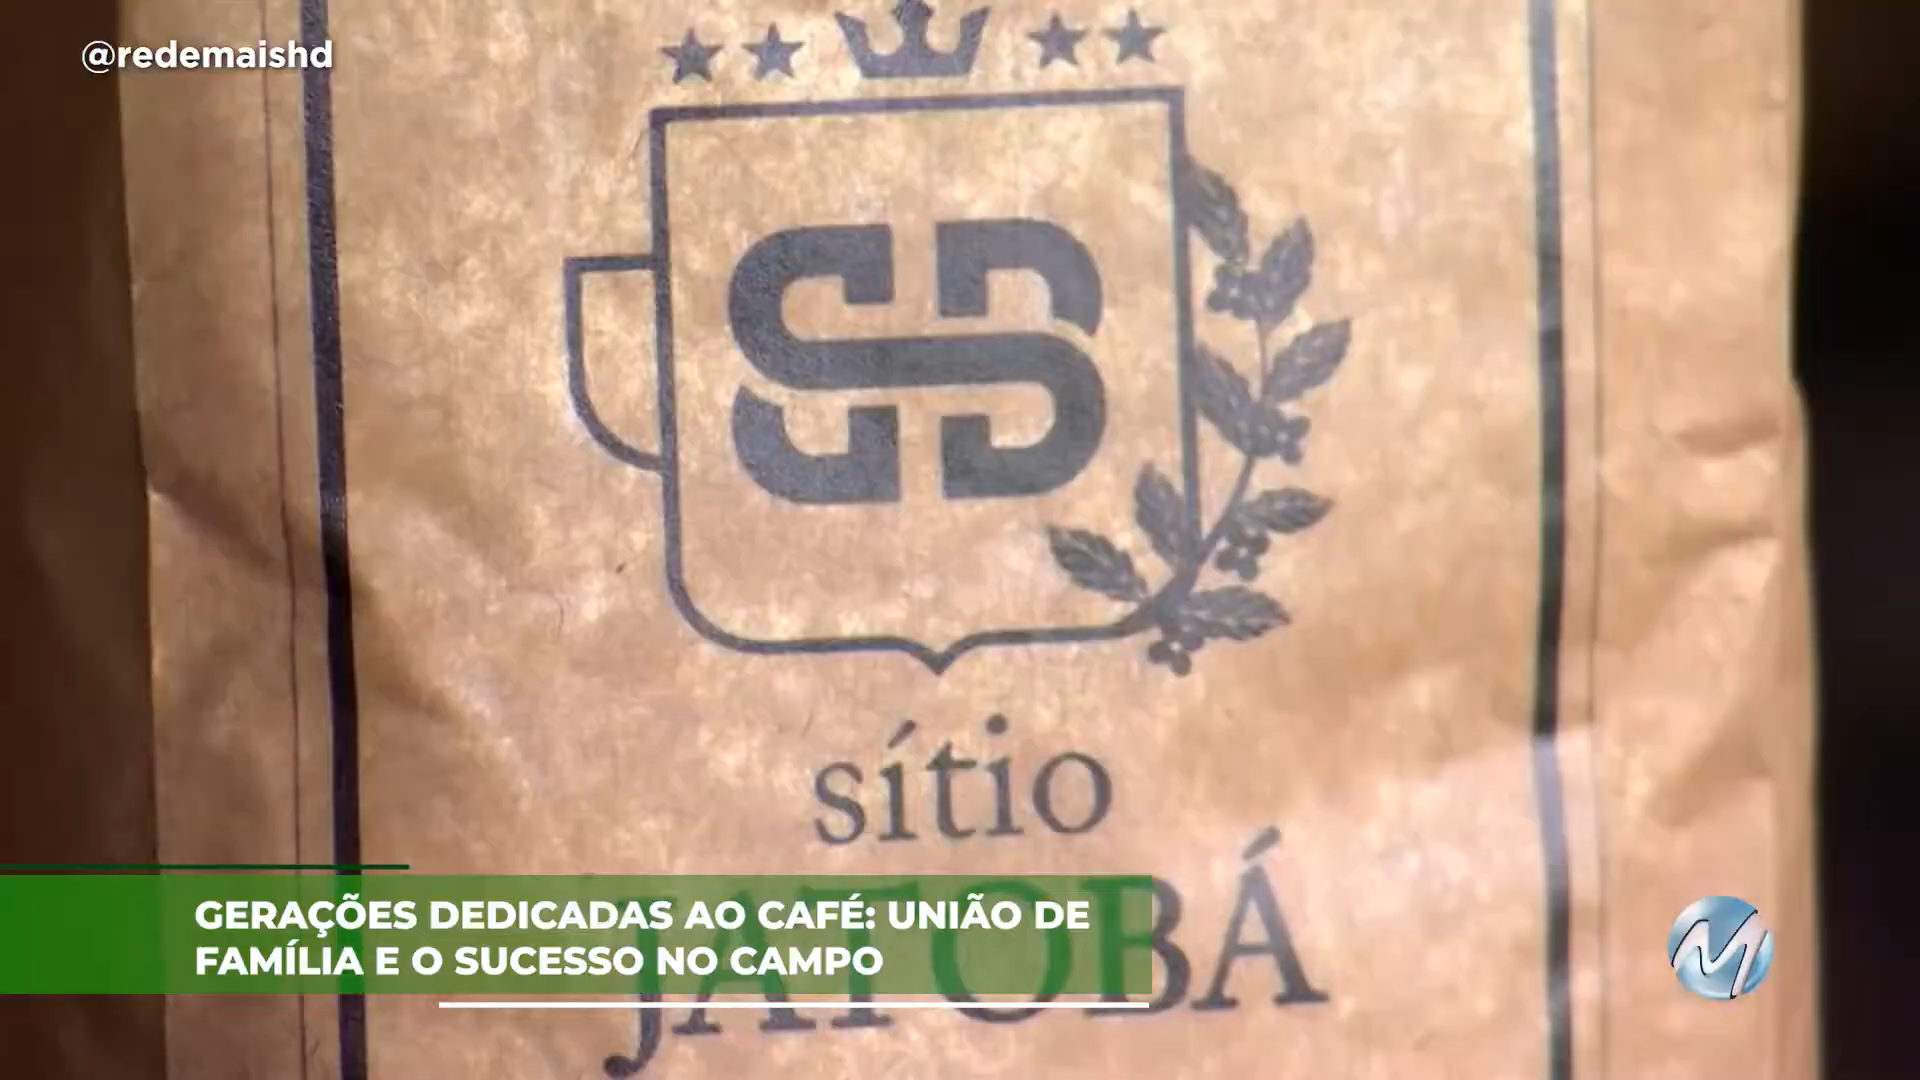 @redemaishd
SB
sítio
JATOBÁ
GERAÇÕES DEDICADAS AO CAFÉ: UNIÃO DE
FAMÍLIA E O SUCESSO NO CAMPO
M